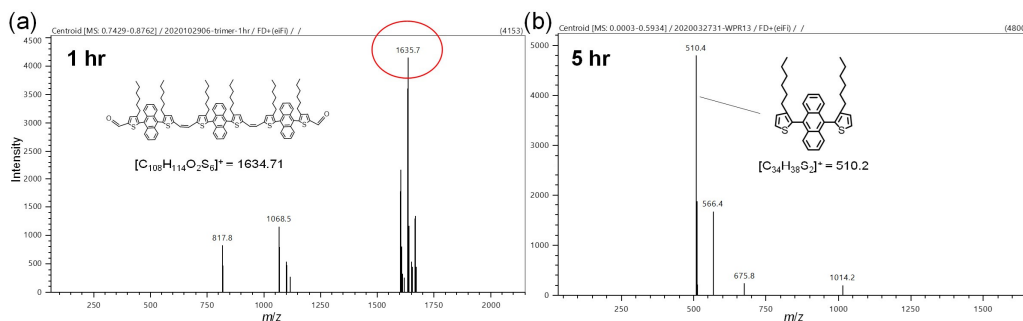 (a)
Centroid [MS: 0.7429-0.8762] / 2020102906-trimer-1hr / FD+(eiFi) / /
(4153)
1 hr
1635.7
4500
4000
3500
3000
2500
2000
1500
1000
500
0
Intensity
O
S
S
S
S
S
S
O
[C108H114O2S6]+ = 1634.71
817.8
1068.5
250
500
750
1000
1250
1500
1750
2000
m/z
(b)
Centroid [MS: 0.0003-0.5934] / 2020032731-WPR13 / FD+(eiFi) / /
(4800
5 hr
510.4
5000
4000
3000
2000
1000
0
S
S
[C34H38S2]+ = 510.2
566.4
675.8
1014.2
250
500
750
1000
1250
1500
m/z